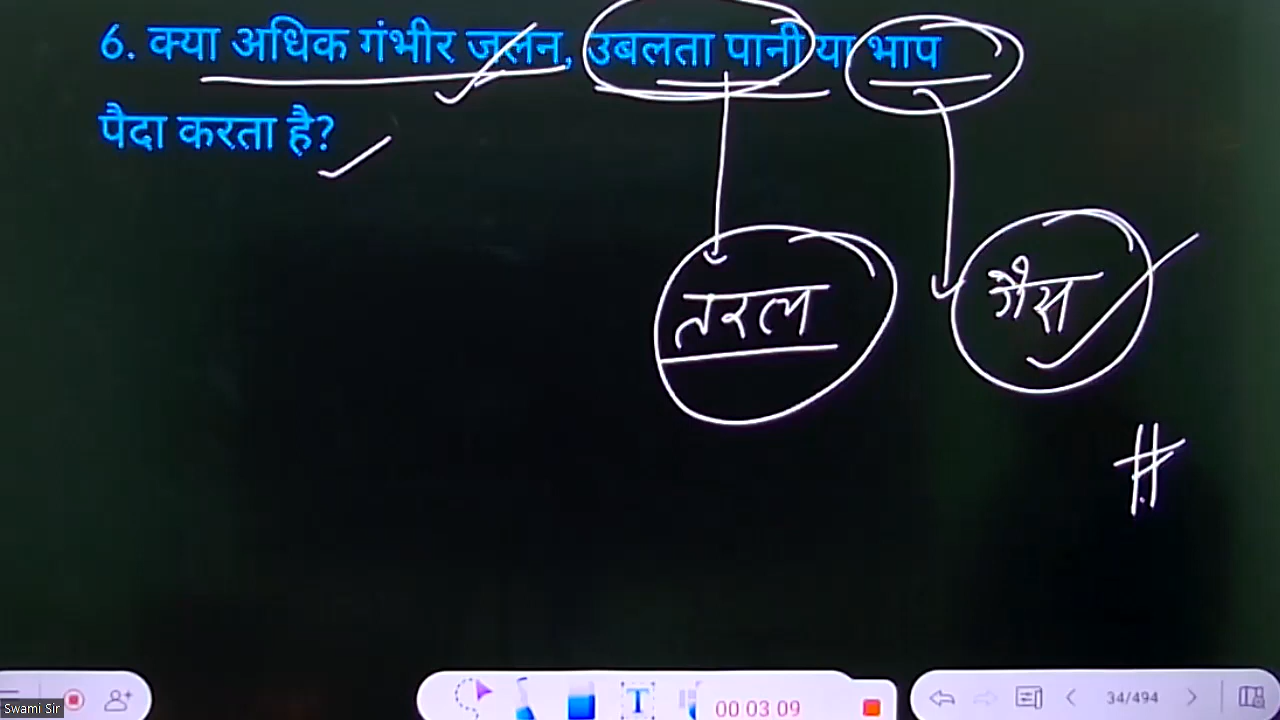 6. क्या अधिक गंभीर जलन, उबलता पानी या भाप
पैदा करता है?
तरल
गैस
#
T
00 03 09
34/494
Swami Sir